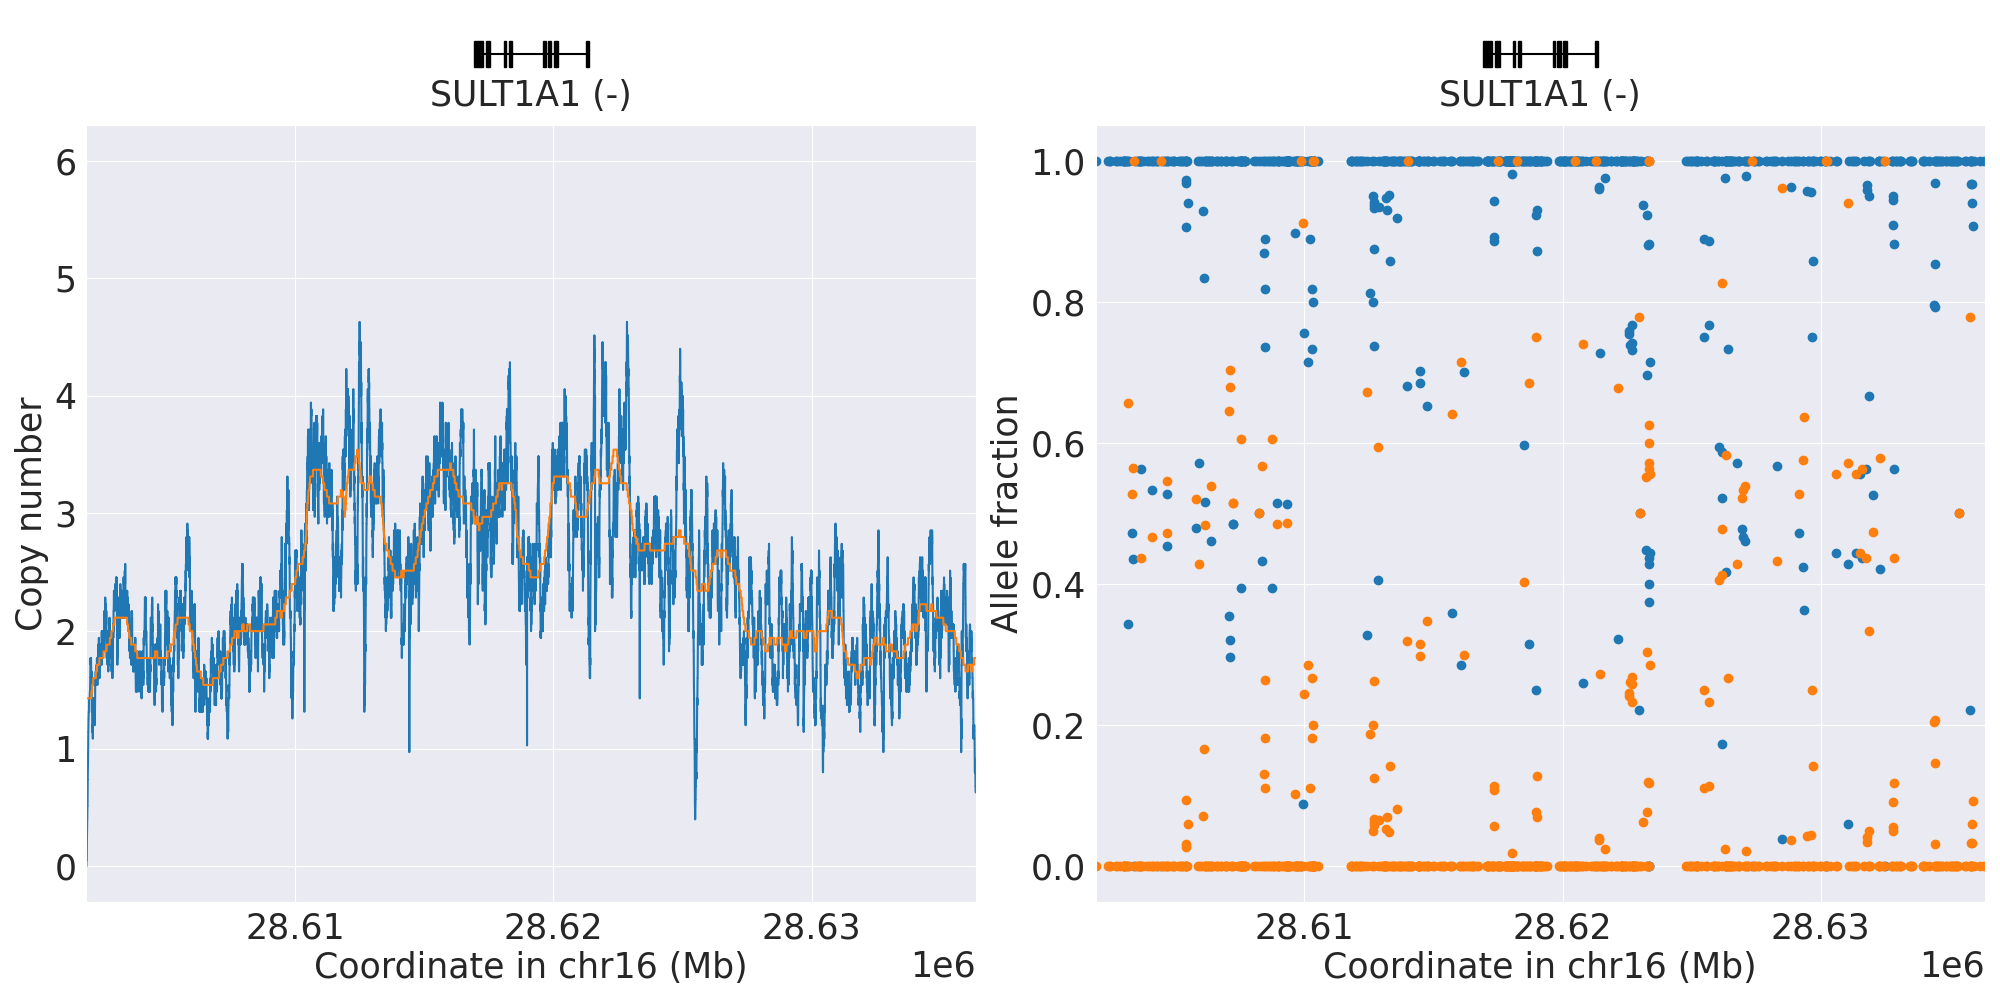 SULT1A1 (-)
Copy number
6
5
4
3
2
1
0
28.61
28.62
28.63
Coordinate in chr16 (Mb)
1e6
SULT1A1 (-)
Allele fraction
1.0
0.8
0.6
0.4
0.2
0.0
28.61
28.62
28.63
Coordinate in chr16 (Mb)
1e6